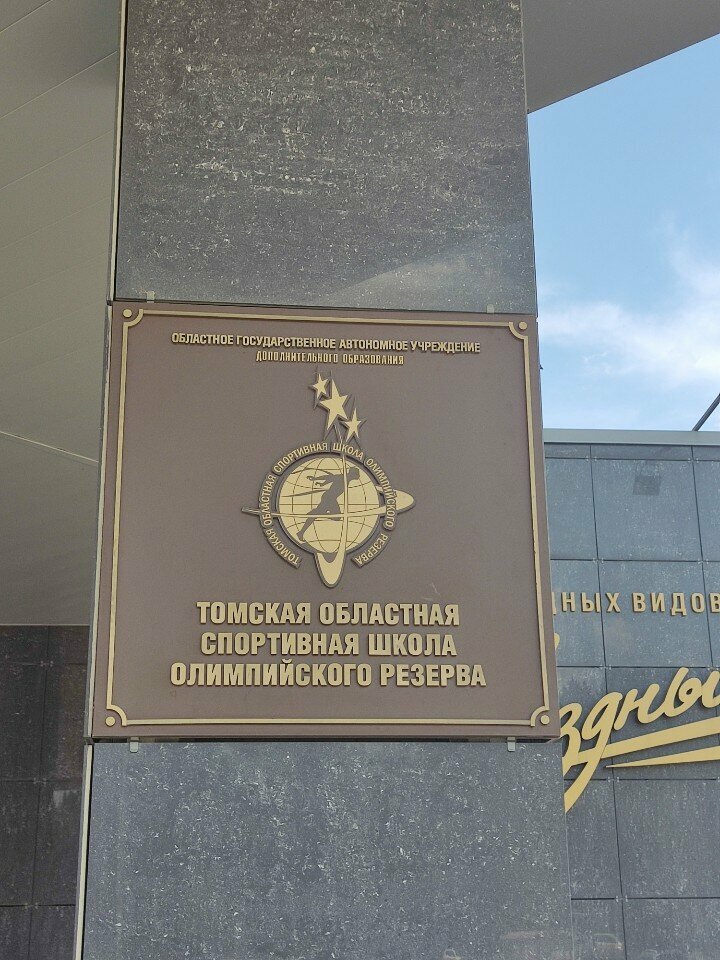 ОБЛАСТНОЕ ГОСУДАРСТВЕННОЕ АВТОНОМНОЕ УЧРЕЖДЕНИЕ
ДОПОЛНИТЕЛЬНОГО ОБРАЗОВАНИЯ
ТОМСКАЯ ОБЛАСТНАЯ СПОРТИВНАЯ ШКОЛА ОЛИМПИЙСКОГО РЕЗЕРВА
ТОМСКАЯ ОБЛАСТНАЯ
СПОРТИВНАЯ ШКОЛА
ОЛИМПИЙСКОГО РЕЗЕРВА
ДНЫХ ВИДОВ
здный